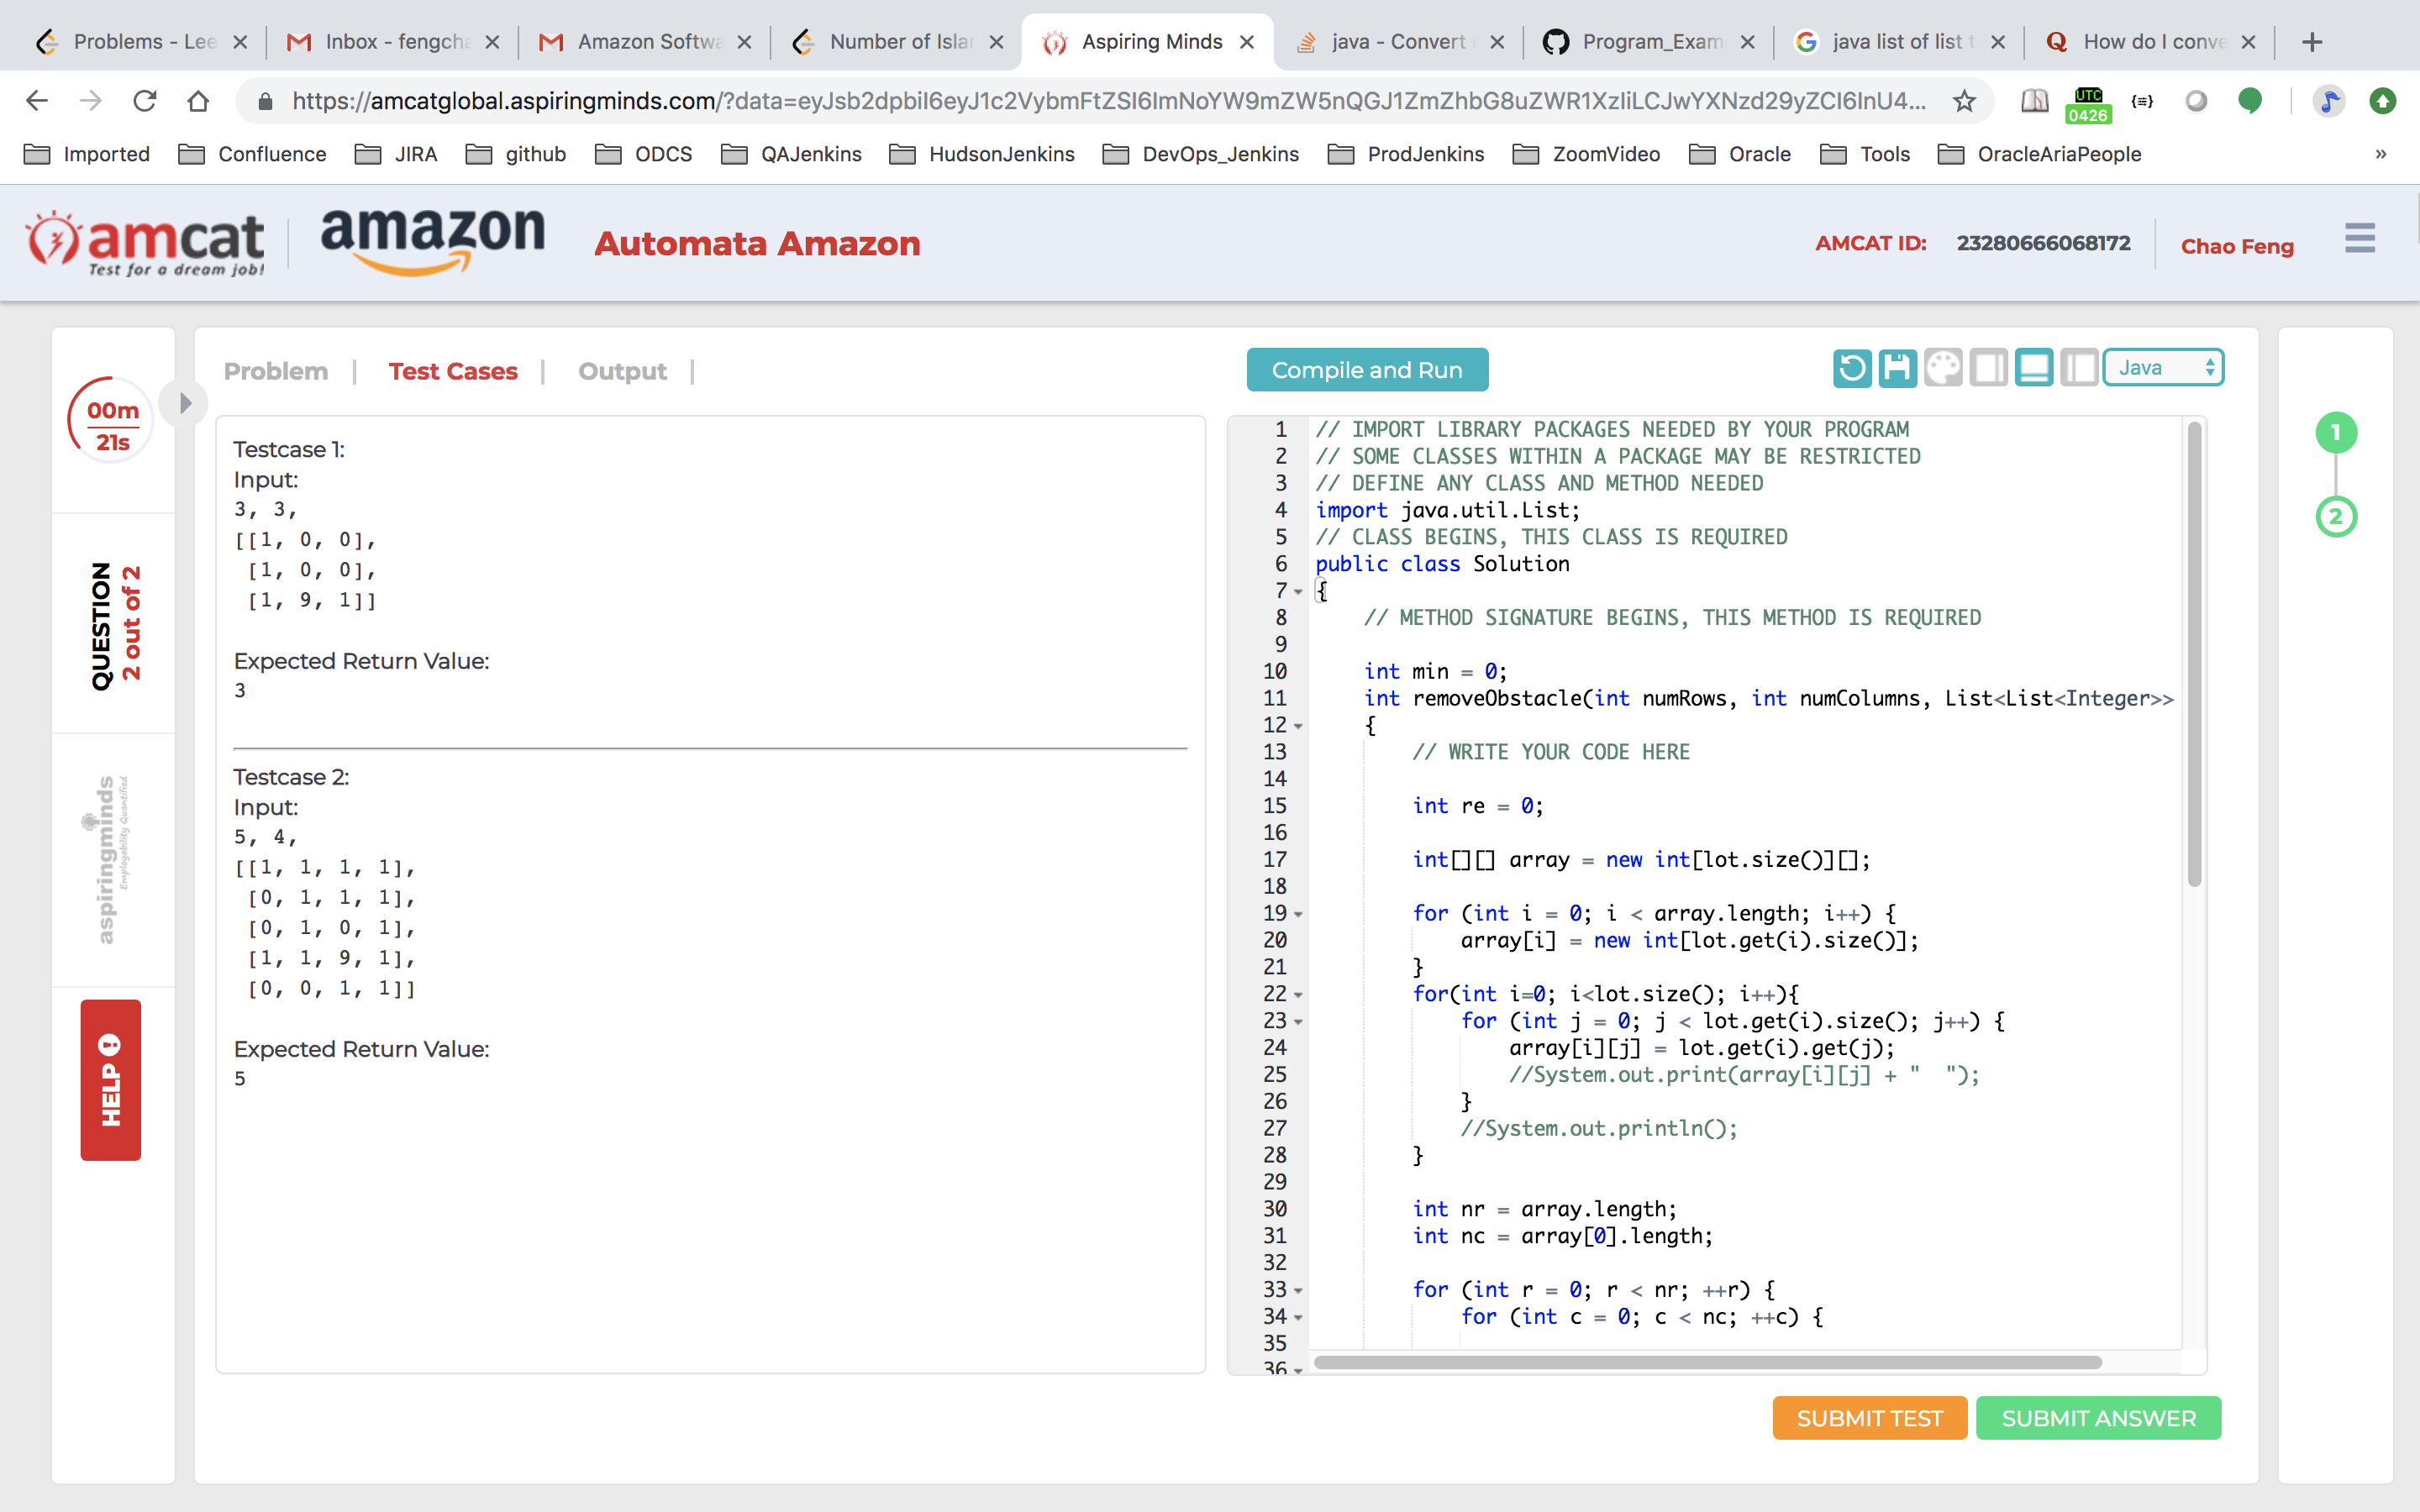 Problems - Lee
Inbox - fengcha
Amazon Softwa
Number of Islan
Aspiring Minds
java - Convert
Program_Exam
java list of list t
How do I conve
https://amcatglobal.aspiringminds.com/?data=eyJsb2dpbiI6eyJ1c2VybmFtZSI6ImNoYW9mZW5nQGJ1ZmZhbG8uZWR1XzIiLCJwYXNzd29yZCI6InU4...
UTC
0426
Imported
Confluence
JIRA
github
ODCS
QAJenkins
HudsonJenkins
DevOps_Jenkins
ProdJenkins
ZoomVideo
Oracle
Tools
OracleAriaPeople
»
amcat
Test for a dream job!
amazon
Automata Amazon
AMCAT ID: 23280666068172
Chao Feng
00m
21s
QUESTION
2 out of 2
aspiringminds
Employability Quantified
HELP
Problem | Test Cases | Output |
Testcase 1:
Input:
3, 3,
[[1, 0, 0],
[1, 0, 0],
[1, 9, 1]]
Expected Return Value:
3
Testcase 2:
Input:
5, 4,
[[1, 1, 1, 1],
[0, 1, 1, 1],
[0, 1, 0, 1],
[1, 1, 9, 1],
[0, 0, 1, 1]]
Expected Return Value:
5
Compile and Run
Java
1 // IMPORT LIBRARY PACKAGES NEEDED BY YOUR PROGRAM
2 // SOME CLASSES WITHIN A PACKAGE MAY BE RESTRICTED
3 // DEFINE ANY CLASS AND METHOD NEEDED
4 import java.util.List;
5 // CLASS BEGINS, THIS CLASS IS REQUIRED
6 public class Solution
7 {
8 // METHOD SIGNATURE BEGINS, THIS METHOD IS REQUIRED
9
10 int min = 0;
11 int removeObstacle(int numRows, int numColumns, List<List<Integer>>
12 {
13 // WRITE YOUR CODE HERE
14
15 int re = 0;
16
17 int[][] array = new int[lot.size()][];
18
19 for (int i = 0; i < array.length; i++) {
20 array[i] = new int[lot.get(i).size()];
21 }
22 for(int i=0; i<lot.size(); i++){
23 for (int j = 0; j < lot.get(i).size(); j++) {
24 array[i][j] = lot.get(i).get(j);
25 //System.out.print(array[i][j] + "  ");
26 }
27 //System.out.println();
28 }
29
30 int nr = array.length;
31 int nc = array[0].length;
32
33 for (int r = 0; r < nr; ++r) {
34 for (int c = 0; c < nc; ++c) {
35
36
SUBMIT TEST
SUBMIT ANSWER
1
2